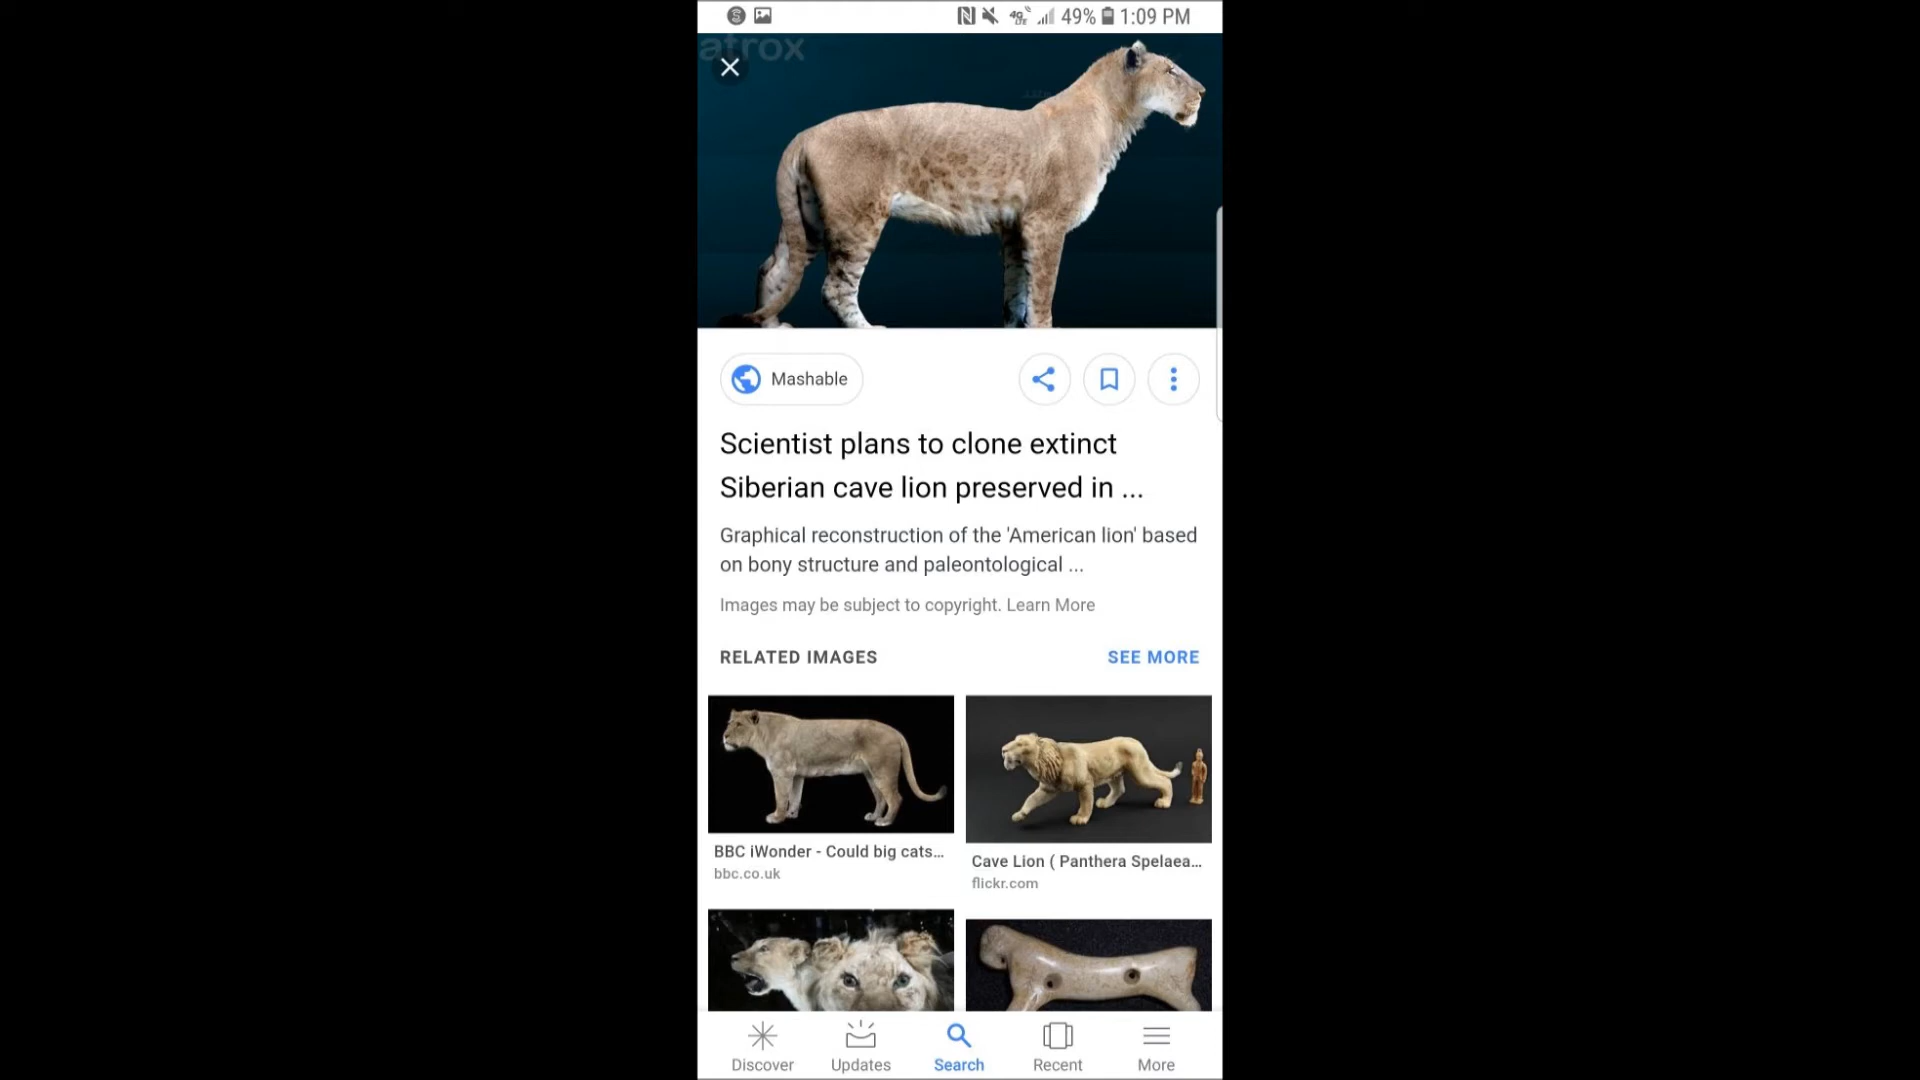 49% 1:09 PM
atrox
Mashable
Scientist plans to clone extinct
Siberian cave lion preserved in ...
Graphical reconstruction of the 'American lion' based
on bony structure and paleontological ...
Images may be subject to copyright. Learn More
RELATED IMAGES SEE MORE
BBC iWonder - Could big cats...
bbc.co.uk
Cave Lion ( Panthera Spelaea...
flickr.com
Discover Updates Search Recent More